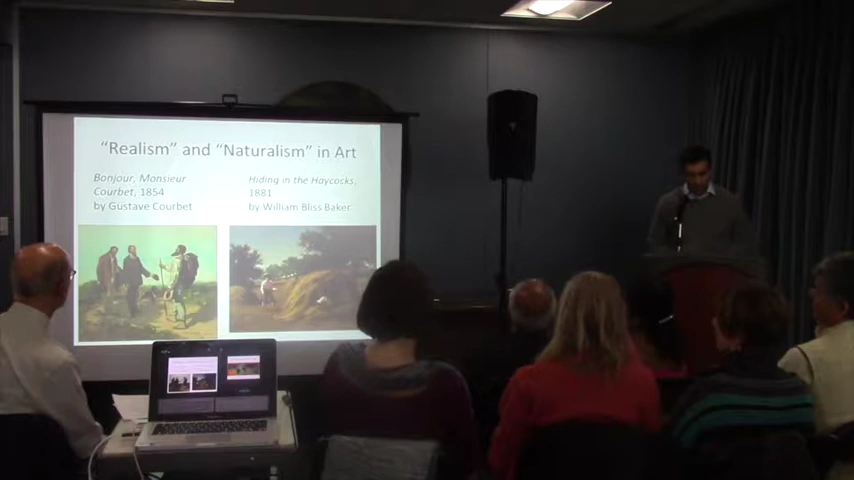 "Realism" and "Naturalism" in Art
Bonjour, Monsieur
Courbet, 1854
by Gustave Courbet
Hiding in the Haycocks,
1881
by William Bliss Baker